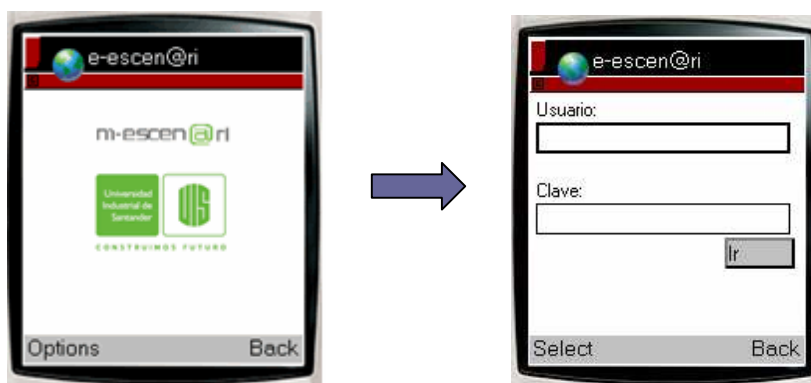 e-escen@ri
m-escen@ri
Universidad
Industrial de
Santander
UIS
CONSTRUIMOS FUTURO
Options Back
e-escen@ri
Usuario:
Clave:
Ir
Select Back